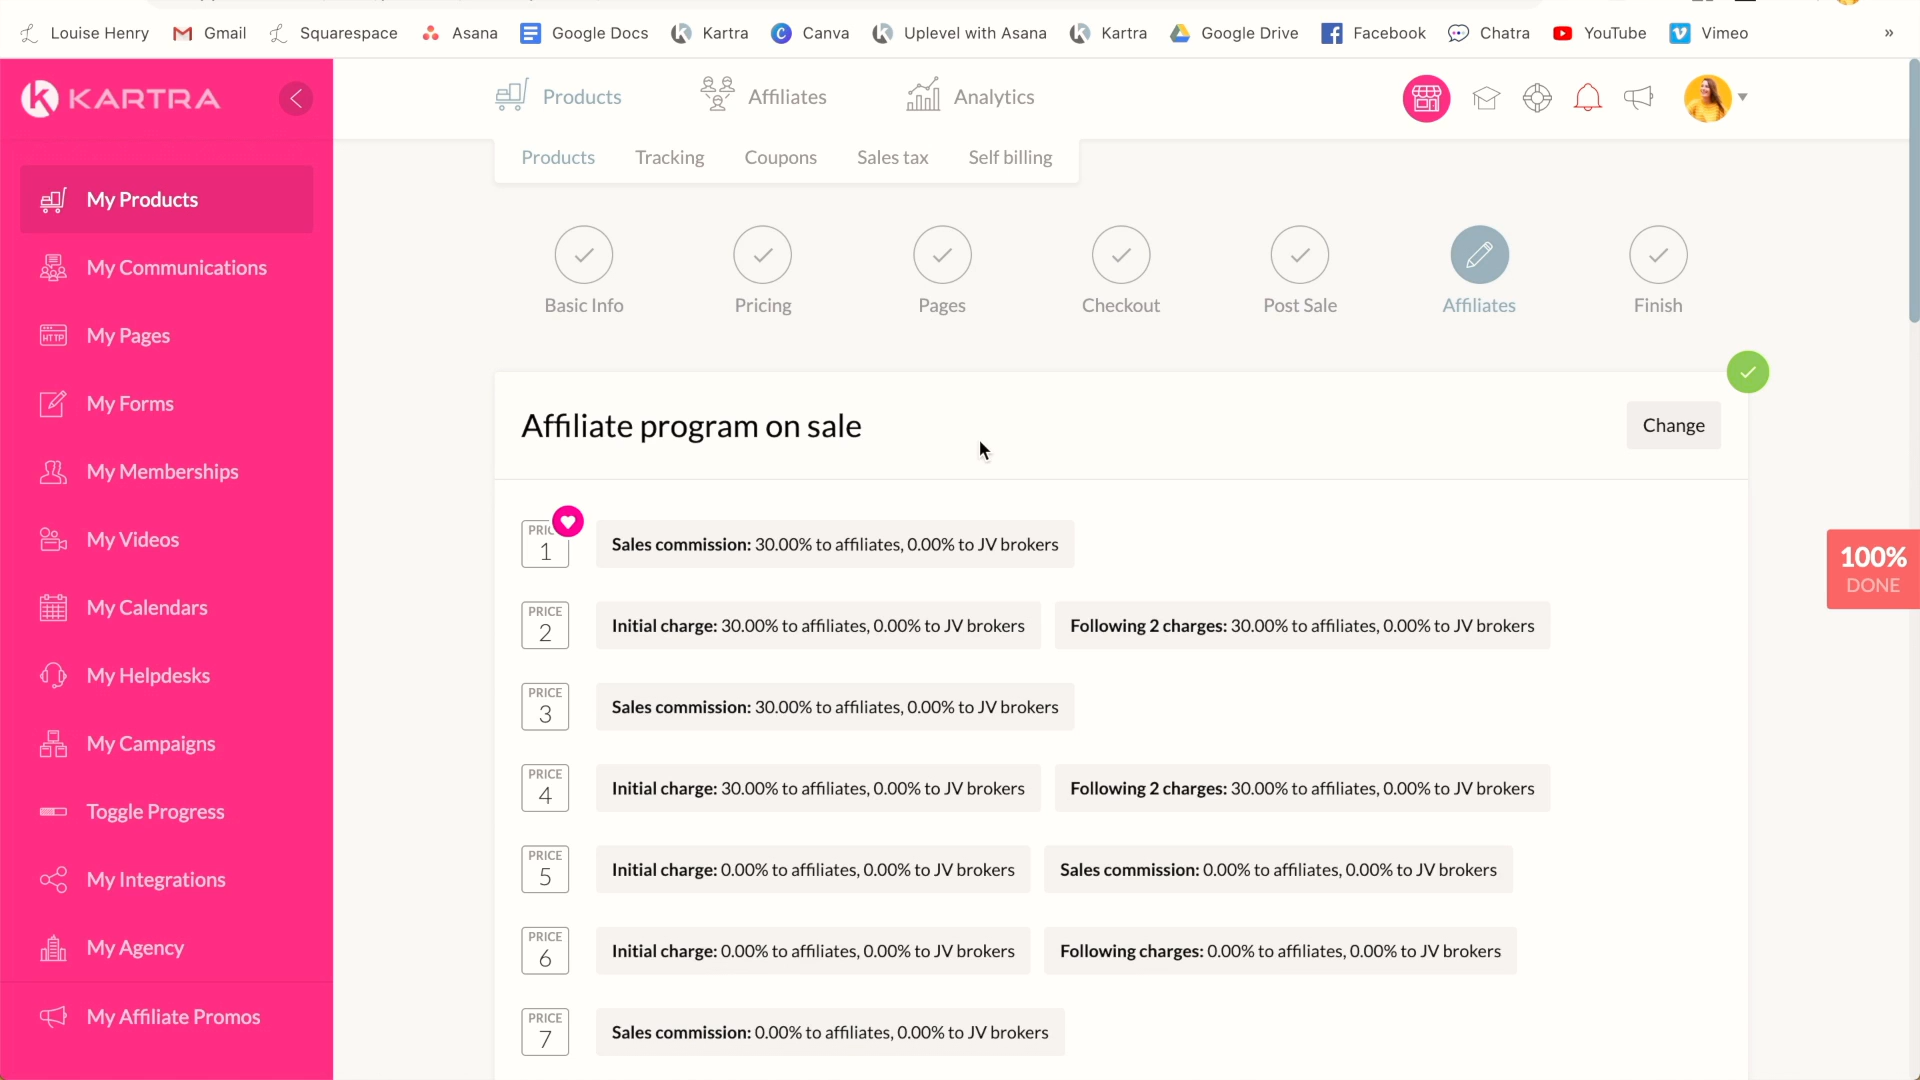 Louise Henry Gmail Squarespace Asana Google Docs Kartra Canva Uplevel with Asana Kartra Google Drive Facebook Chatra YouTube Vimeo »
KARTRA
Products Affiliates Analytics
Products Tracking Coupons Sales tax Self billing
My Products
My Communications
My Pages
HTTP
My Forms
My Memberships
My Videos
My Calendars
My Helpdesks
My Campaigns
Toggle Progress
My Integrations
My Agency
My Affiliate Promos
Basic Info Pricing Pages Checkout Post Sale Affiliates Finish
Affiliate program on sale
Change
1 Sales commission: 30.00% to affiliates, 0.00% to JV brokers
PRICE
2 Initial charge: 30.00% to affiliates, 0.00% to JV brokers Following 2 charges: 30.00% to affiliates, 0.00% to JV brokers
PRICE
3 Sales commission: 30.00% to affiliates, 0.00% to JV brokers
PRICE
4 Initial charge: 30.00% to affiliates, 0.00% to JV brokers Following 2 charges: 30.00% to affiliates, 0.00% to JV brokers
PRICE
5 Initial charge: 0.00% to affiliates, 0.00% to JV brokers Sales commission: 0.00% to affiliates, 0.00% to JV brokers
PRICE
6 Initial charge: 0.00% to affiliates, 0.00% to JV brokers Following charges: 0.00% to affiliates, 0.00% to JV brokers
PRICE
7 Sales commission: 0.00% to affiliates, 0.00% to JV brokers
100%
DONE